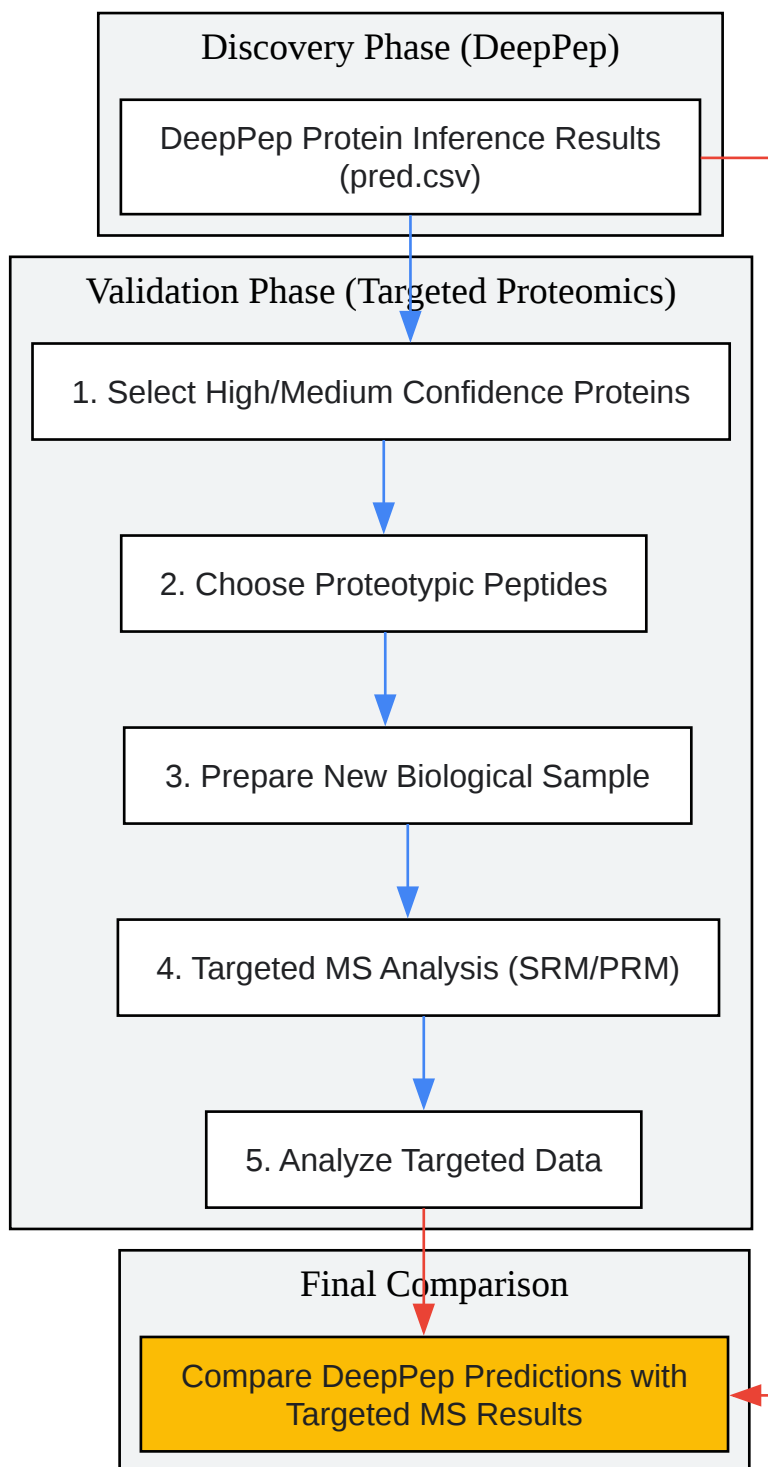 Discovery Phase (DeepPep)
DeepPep Protein Inference Results
(pred.csv)
Validation Phase (Targeted Proteomics)
1. Select High/Medium Confidence Proteins
2. Choose Proteotypic Peptides
3. Prepare New Biological Sample
4. Targeted MS Analysis (SRM/PRM)
5. Analyze Targeted Data
Final Comparison
Compare DeepPep Predictions with
Targeted MS Results